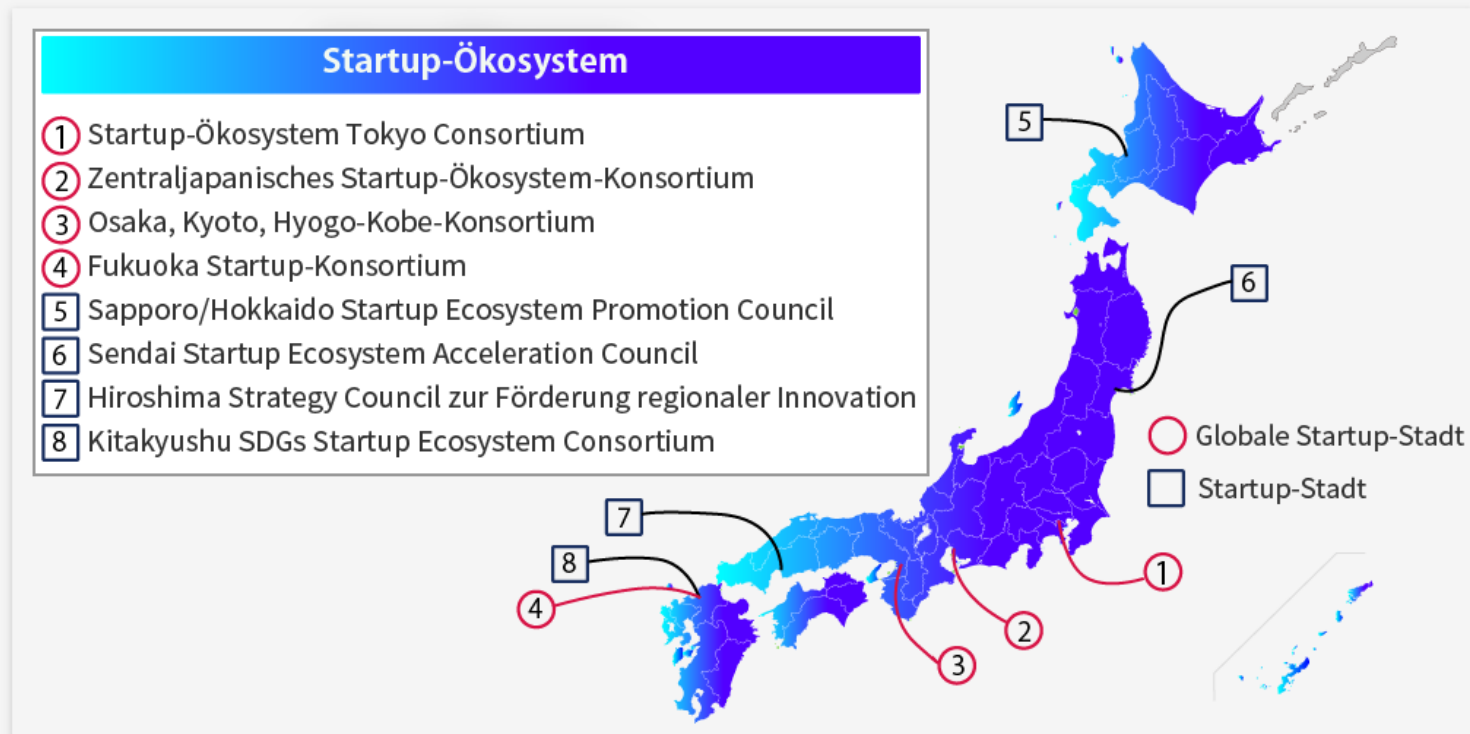 Startup-Ökosystem
1 Startup-Ökosystem Tokyo Consortium
2 Zentraljapanisches Startup-Ökosystem-Konsortium
3 Osaka, Kyoto, Hyogo-Kobe-Konsortium
4 Fukuoka Startup-Konsortium
5 Sapporo/Hokkaido Startup Ecosystem Promotion Council
6 Sendai Startup Ecosystem Acceleration Council
7 Hiroshima Strategy Council zur Förderung regionaler Innovation
8 Kitakyushu SDGs Startup Ecosystem Consortium
5
6
Globale Startup-Stadt
Startup-Stadt
7
8
4
1
2
3